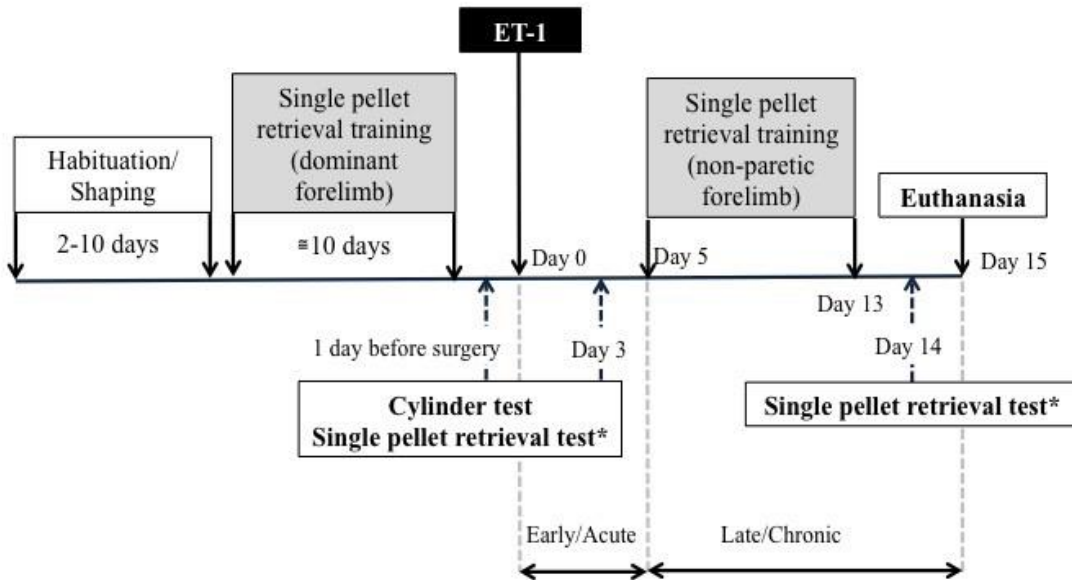 ET-1
Single pellet
retrieval training
(dominant
forelimb)
Single pellet
retrieval training
(non-paretic
forelimb)
Habituation/
Shaping
Euthanasia
2-10 days
≅10 days
Day 0
Day 5
Day 15
Day 13
1 day before surgery
Day 3
Day 14
Cylinder test
Single pellet retrieval test*
Single pellet retrieval test*
Early/Acute
Late/Chronic